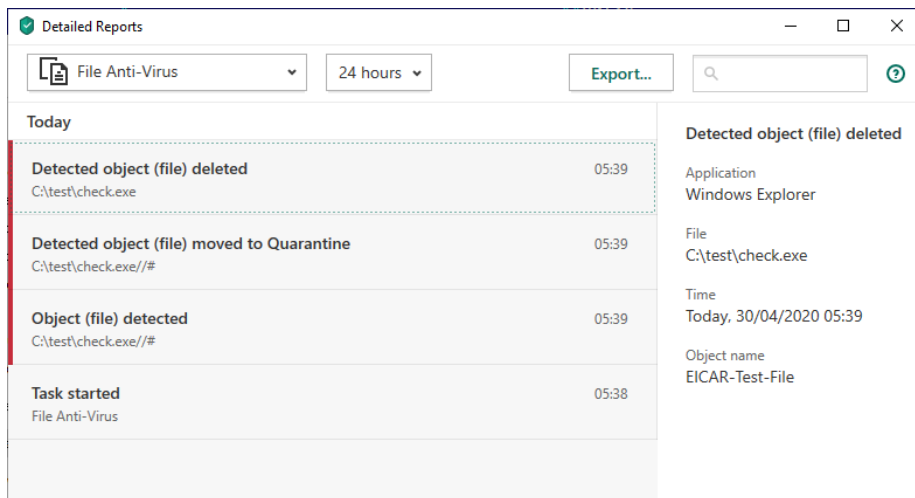 Detailed Reports
File Anti-Virus
24 hours
Export...
Today
Detected object (file) deleted
05:39
C:\test\check.exe
Detected object (file) moved to Quarantine
05:39
C:\test\check.exe//#
Object (file) detected
05:39
C:\test\check.exe//#
Task started
05:38
File Anti-Virus
Detected object (file) deleted
Application
Windows Explorer
File
C:\test\check.exe
Time
Today, 30/04/2020 05:39
Object name
EICAR-Test-File